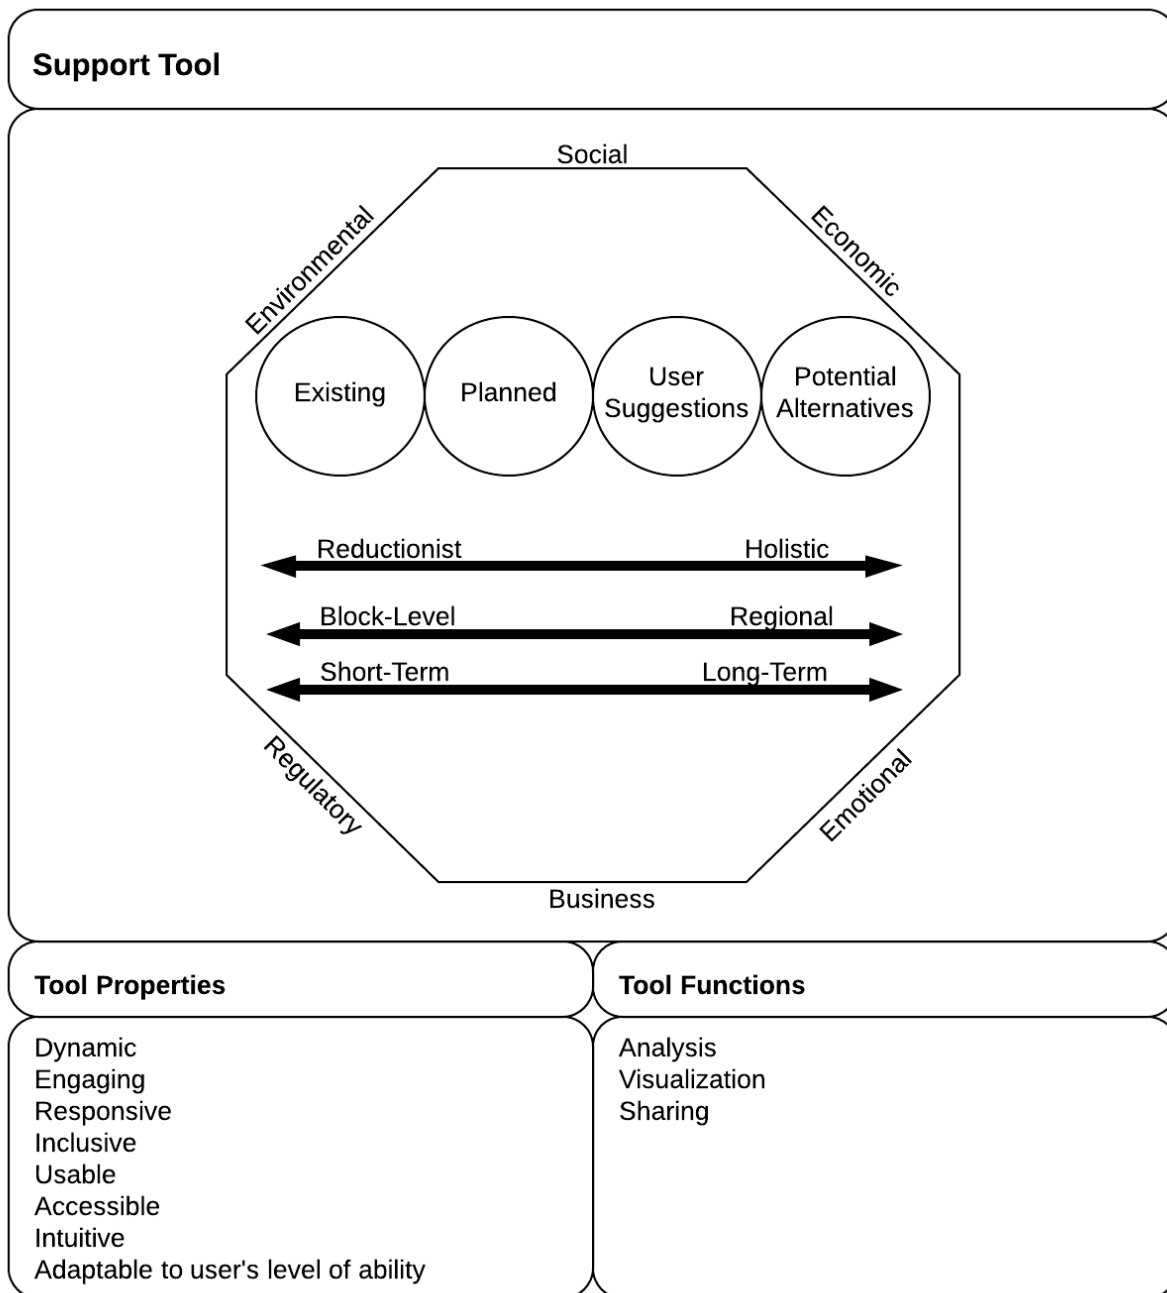 Support Tool
Social
Environmental
Economic
Existing
Planned
User
Suggestions
Potential
Alternatives
Reductionist
Holistic
Block-Level
Regional
Short-Term
Long-Term
Regulatory
Emotional
Business
Tool Properties
Dynamic
Engaging
Responsive
Inclusive
Usable
Accessible
Intuitive
Adaptable to user's level of ability
Tool Functions
Analysis
Visualization
Sharing